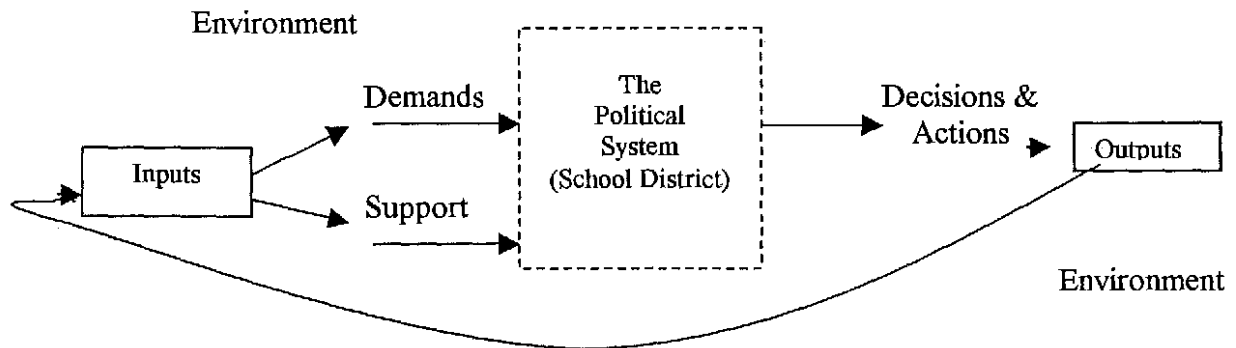 Environment
Demands
Support
Inputs
The
Political
System
(School District)
Decisions &
Actions
Outputs
Environment